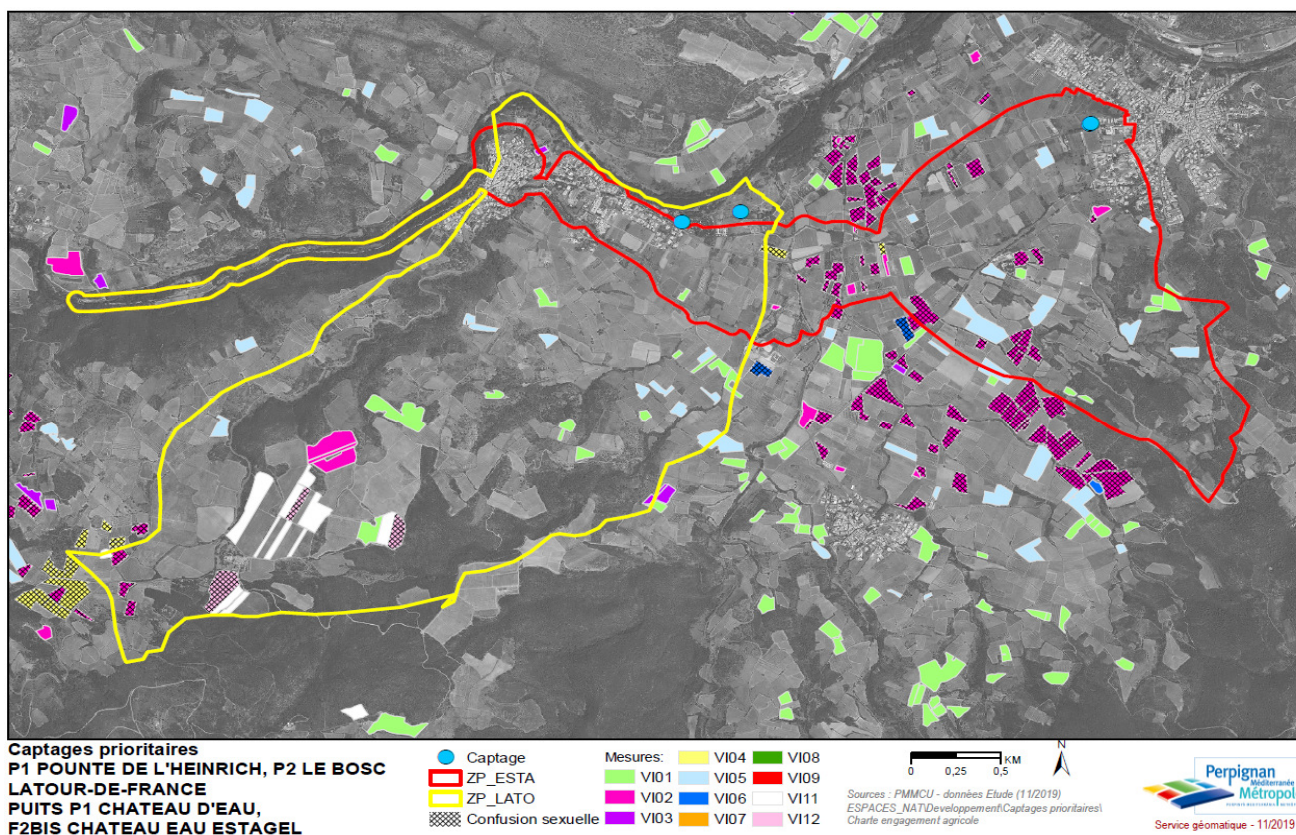 Captages prioritaires
P1 POUNTE DE L'HEINRICH, P2 LE BOSC
LATOUR-DE-FRANCE
PUITS P1 CHATEAU D'EAU,
F2BIS CHATEAU EAU ESTAGEL
Captage
ZP_ESTA
ZP_LATO
Confusion sexuelle
Mesures:
VI01
VI02
VI03
VI04
VI05
VI06
VI07
VI08
VI09
VI11
VI12
0 0,25 0,5 KM
N
Sources : PMMCU - données Etude (11/2019)
ESPACES_NAT\Developpement\Captages prioritaires\
Charte engagement agricole
Perpignan
Méditerranée
Métropole
Service géomatique - 11/2019